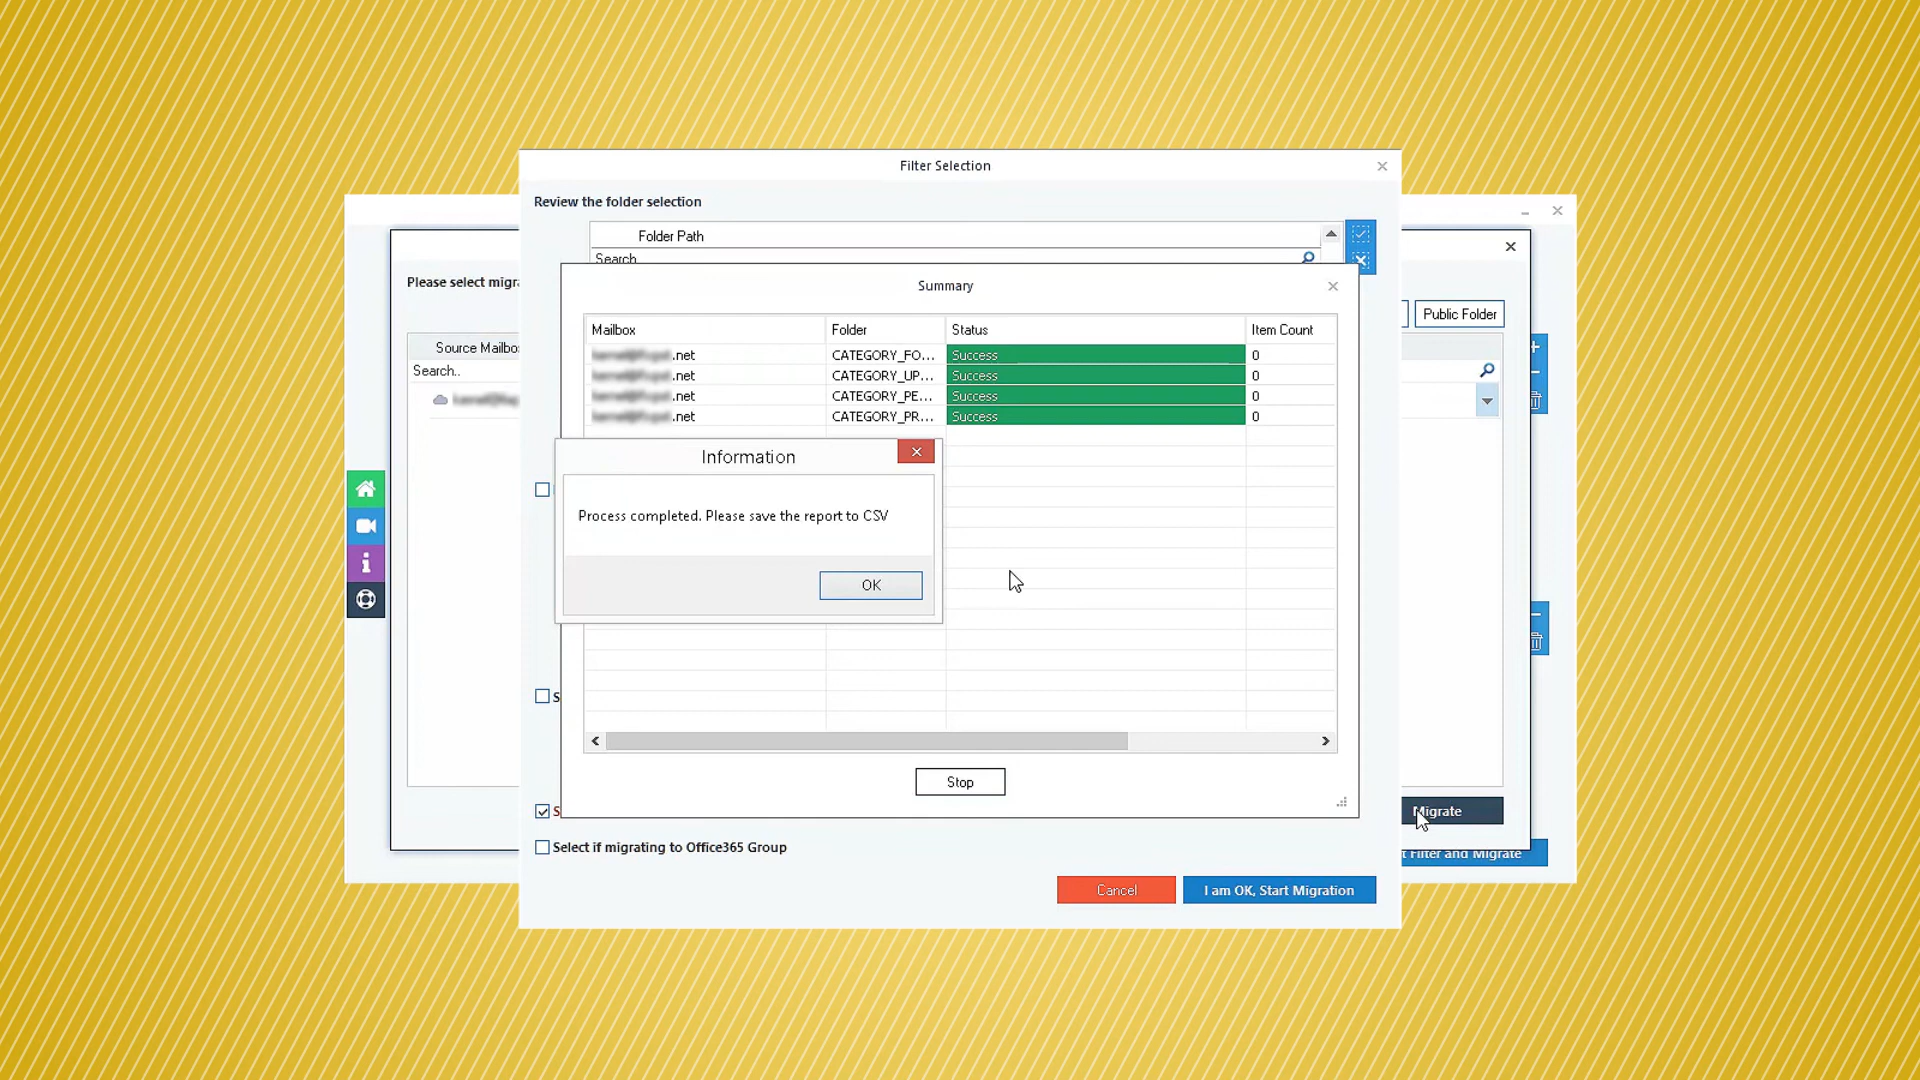 Filter Selection
Review the folder selection
Folder Path
Search
Please select migra
Public Folder
Source Mailbo
Search..
Summary
Mailbox Folder Status Item Count
.net CATEGORY_FO... Success 0
.net CATEGORY_UP... Success 0
.net CATEGORY_PE... Success 0
.net CATEGORY_PR... Success 0
Information
Process completed. Please save the report to CSV
OK
S
Stop
S
Migrate
Select if migrating to Office365 Group
t Filter and Migrate
Cancel
I am OK, Start Migration